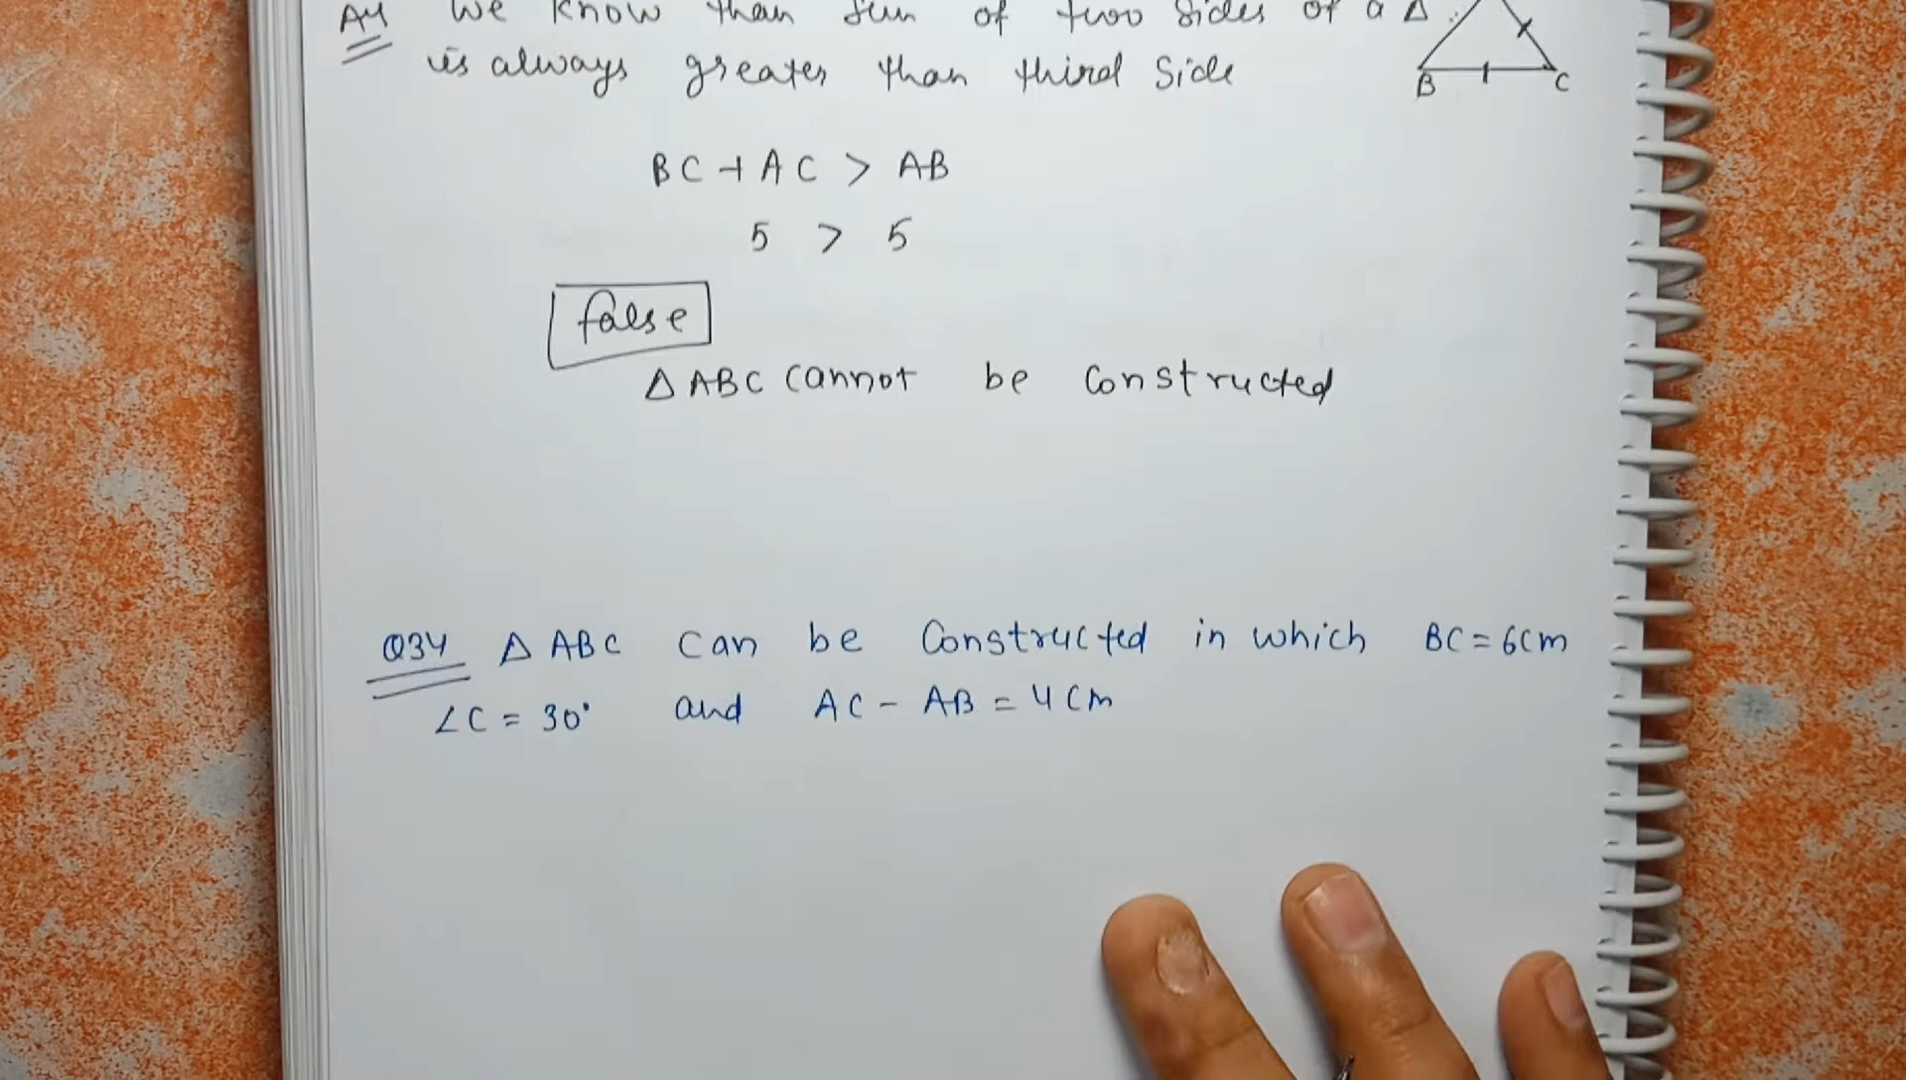 A4 we know than sum of two sides of a Δ
is always greater than third side
B C
BC + AC > AB
5 > 5
false
Δ ABC cannot be constructed
Q34 Δ ABC can be constructed in which BC = 6cm
∠C = 30° and AC - AB = 4cm